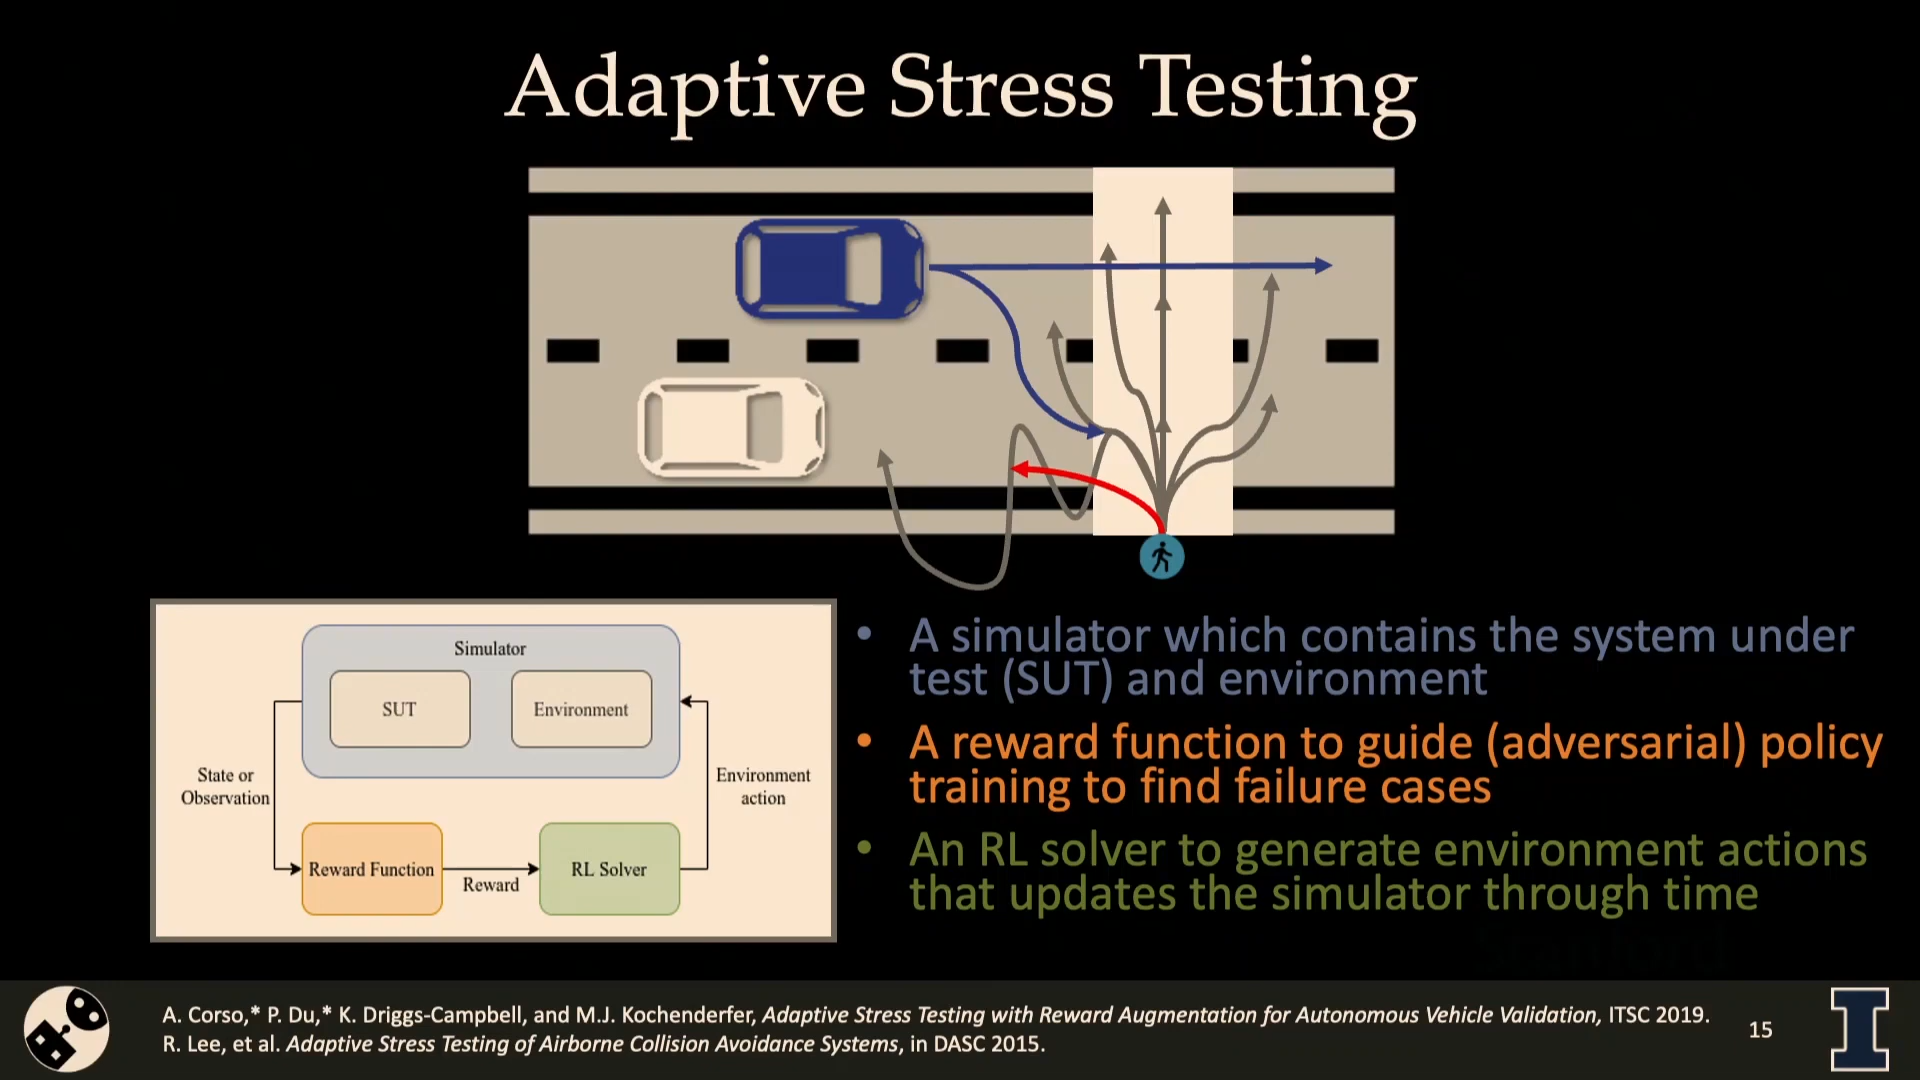 Adaptive Stress Testing
Simulator
SUT
Environment
State or
Observation
Environment
action
Reward Function
Reward
RL Solver
• A simulator which contains the system under
test (SUT) and environment
• A reward function to guide (adversarial) policy
training to find failure cases
• An RL solver to generate environment actions
that updates the simulator through time
A. Corso,* P. Du,* K. Driggs-Campbell, and M.J. Kochenderfer, Adaptive Stress Testing with Reward Augmentation for Autonomous Vehicle Validation, ITSC 2019.
R. Lee, et al. Adaptive Stress Testing of Airborne Collision Avoidance Systems, in DASC 2015.
15
I